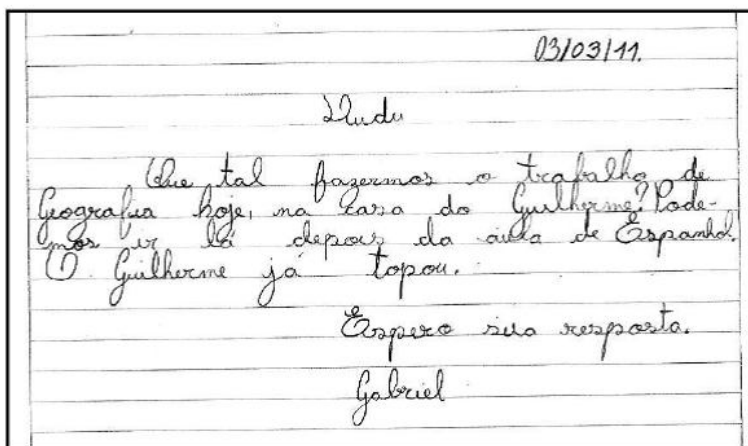 03/03/11.
Dudu
Que tal fazermos o trabalho de
Geografia hoje, na casa do Guilherme? Pode-
mos ir lá depois da aula de Espanhol.
O Guilherme já topou.
Espero sua resposta.
Gabriel